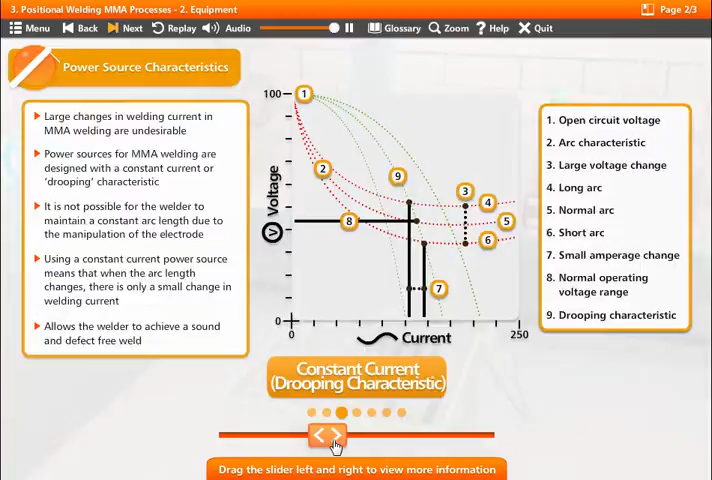 3. Positional Welding MMA Processes - 2. Equipment
Page 2/3
Menu
Back
Next
Replay
Audio
Glossary
Zoom
? Help
Quit
Power Source Characteristics
Large changes in welding current in
MMA welding are undesirable
Power sources for MMA welding are
designed with a constant current or
‘drooping’ characteristic
It is not possible for the welder to
maintain a constant arc length due to
the manipulation of the electrode
Using a constant current power source
means that when the arc length
changes, there is only a small change in
welding current
Allows the welder to achieve a sound
and defect free weld
100
1
2
9
3
4
8
5
6
7
V Voltage
0
0
250
Current
1. Open circuit voltage
2. Arc characteristic
3. Large voltage change
4. Long arc
5. Normal arc
6. Short arc
7. Small amperage change
8. Normal operating
voltage range
9. Drooping characteristic
Constant Current
(Drooping Characteristic)
Drag the slider left and right to view more information